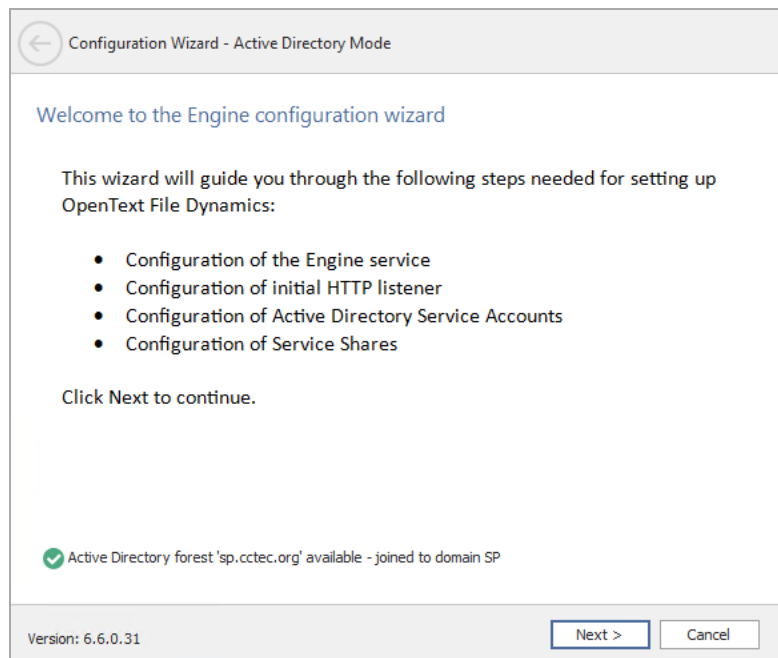 Configuration Wizard - Active Directory Mode
Welcome to the Engine configuration wizard
This wizard will guide you through the following steps needed for setting up
OpenText File Dynamics:
• Configuration of the Engine service
• Configuration of initial HTTP listener
• Configuration of Active Directory Service Accounts
• Configuration of Service Shares
Click Next to continue.
Active Directory forest 'sp.cctec.org' available - joined to domain SP
Version: 6.6.0.31
Next >
Cancel